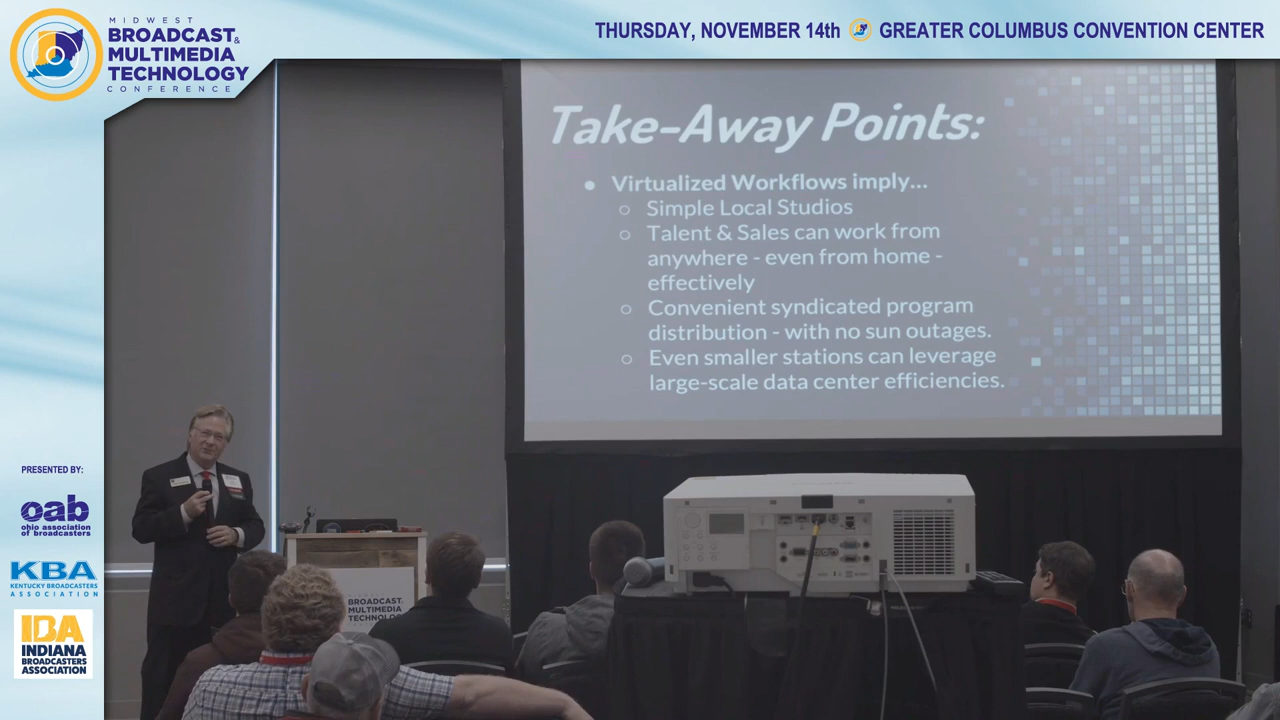 MIDWEST
BROADCAST &
MULTIMEDIA
TECHNOLOGY
CONFERENCE
THURSDAY, NOVEMBER 14th
GREATER COLUMBUS CONVENTION CENTER
Take-Away Points:
● Virtualized Workflows imply...
○ Simple Local Studios
○ Talent & Sales can work from
anywhere - even from home -
effectively
○ Convenient syndicated program
distribution - with no sun outages.
○ Even smaller stations can leverage
large-scale data center efficiencies.
PRESENTED BY:
oab
ohio association
of broadcasters
KBA
KENTUCKY BROADCASTERS
ASSOCIATION
IBA
INDIANA
BROADCASTERS
ASSOCIATION
BROADCAST
MULTIMEDIA